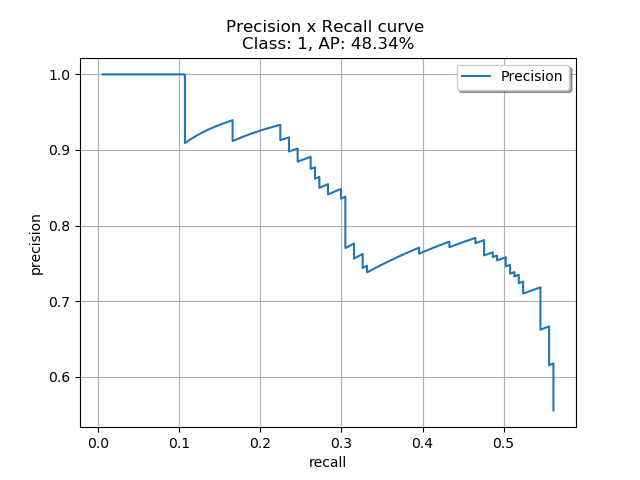 Precision x Recall curve
Class: 1, AP: 48.34%
Precision
1.0
0.9
0.8
0.7
0.6
precision
0.0 0.1 0.2 0.3 0.4 0.5
recall